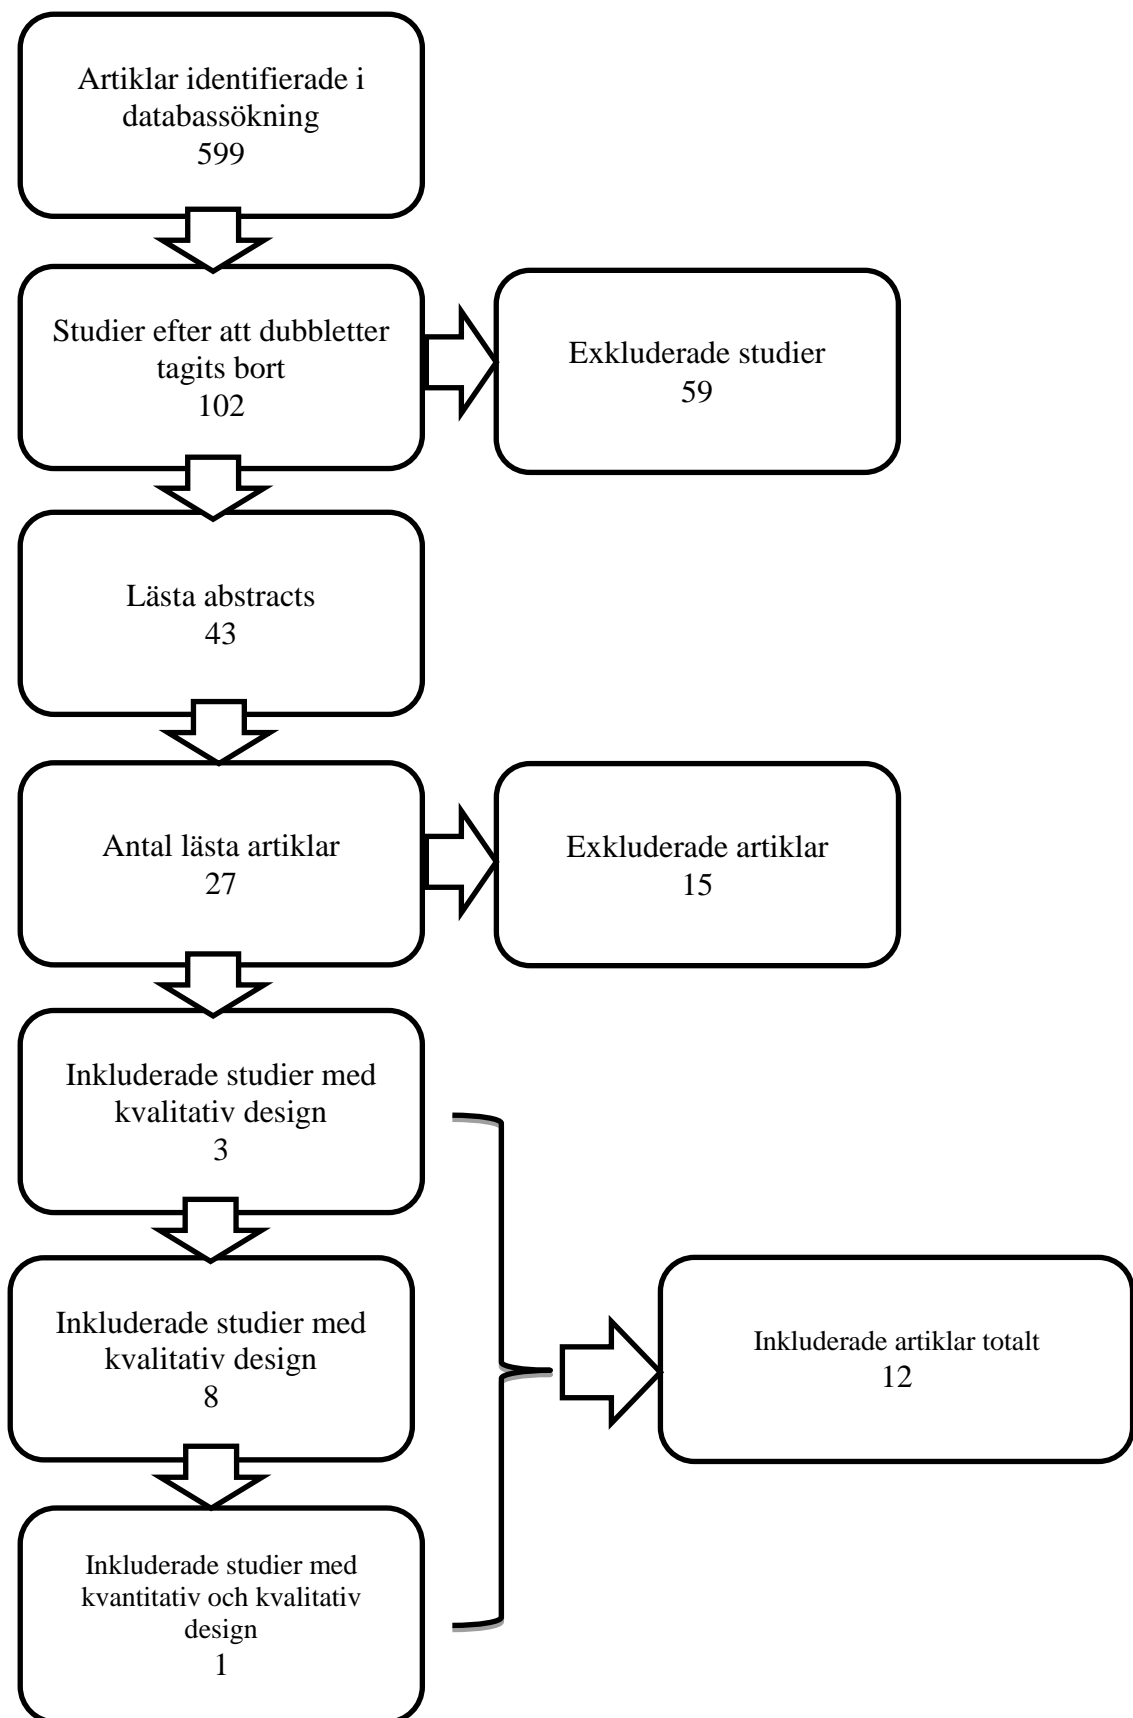 Artiklar identifierade i
databassökning
599
Studier efter att dubbletter
tagits bort
102
Exkluderade studier
59
Lästa abstracts
43
Antal lästa artiklar
27
Exkluderade artiklar
15
Inkluderade studier med
kvalitativ design
3
Inkluderade studier med
kvalitativ design
8
Inkluderade artiklar totalt
12
Inkluderade studier med
kvantitativ och kvalitativ
design
1